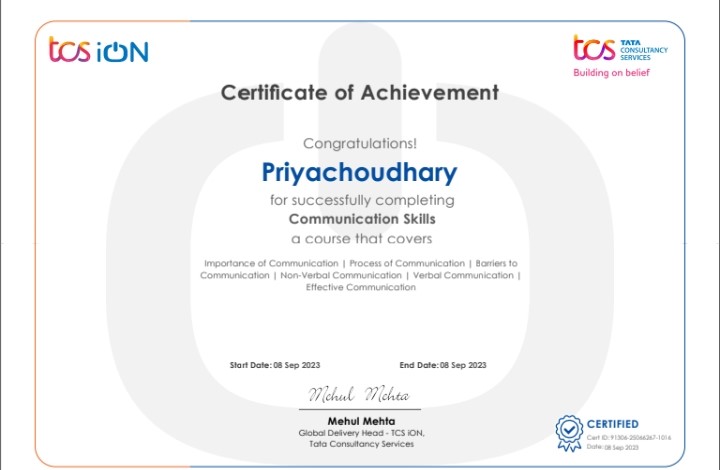 tcs iON
tcs TATA
CONSULTANCY
SERVICES
Building on belief
Certificate of Achievement
Congratulations!
Priyachoudhary
for successfully completing
Communication Skills
a course that covers
Importance of Communication | Process of Communication | Barriers to
Communication | Non-Verbal Communication | Verbal Communication |
Effective Communication
Start Date: 08 Sep 2023 End Date: 08 Sep 2023
Mehul Mehta
Mehul Mehta
Global Delivery Head - TCS iON,
Tata Consultancy Services
CERTIFIED
Cert ID: 91306-25066267-1016
Date: 08 Sep 2023